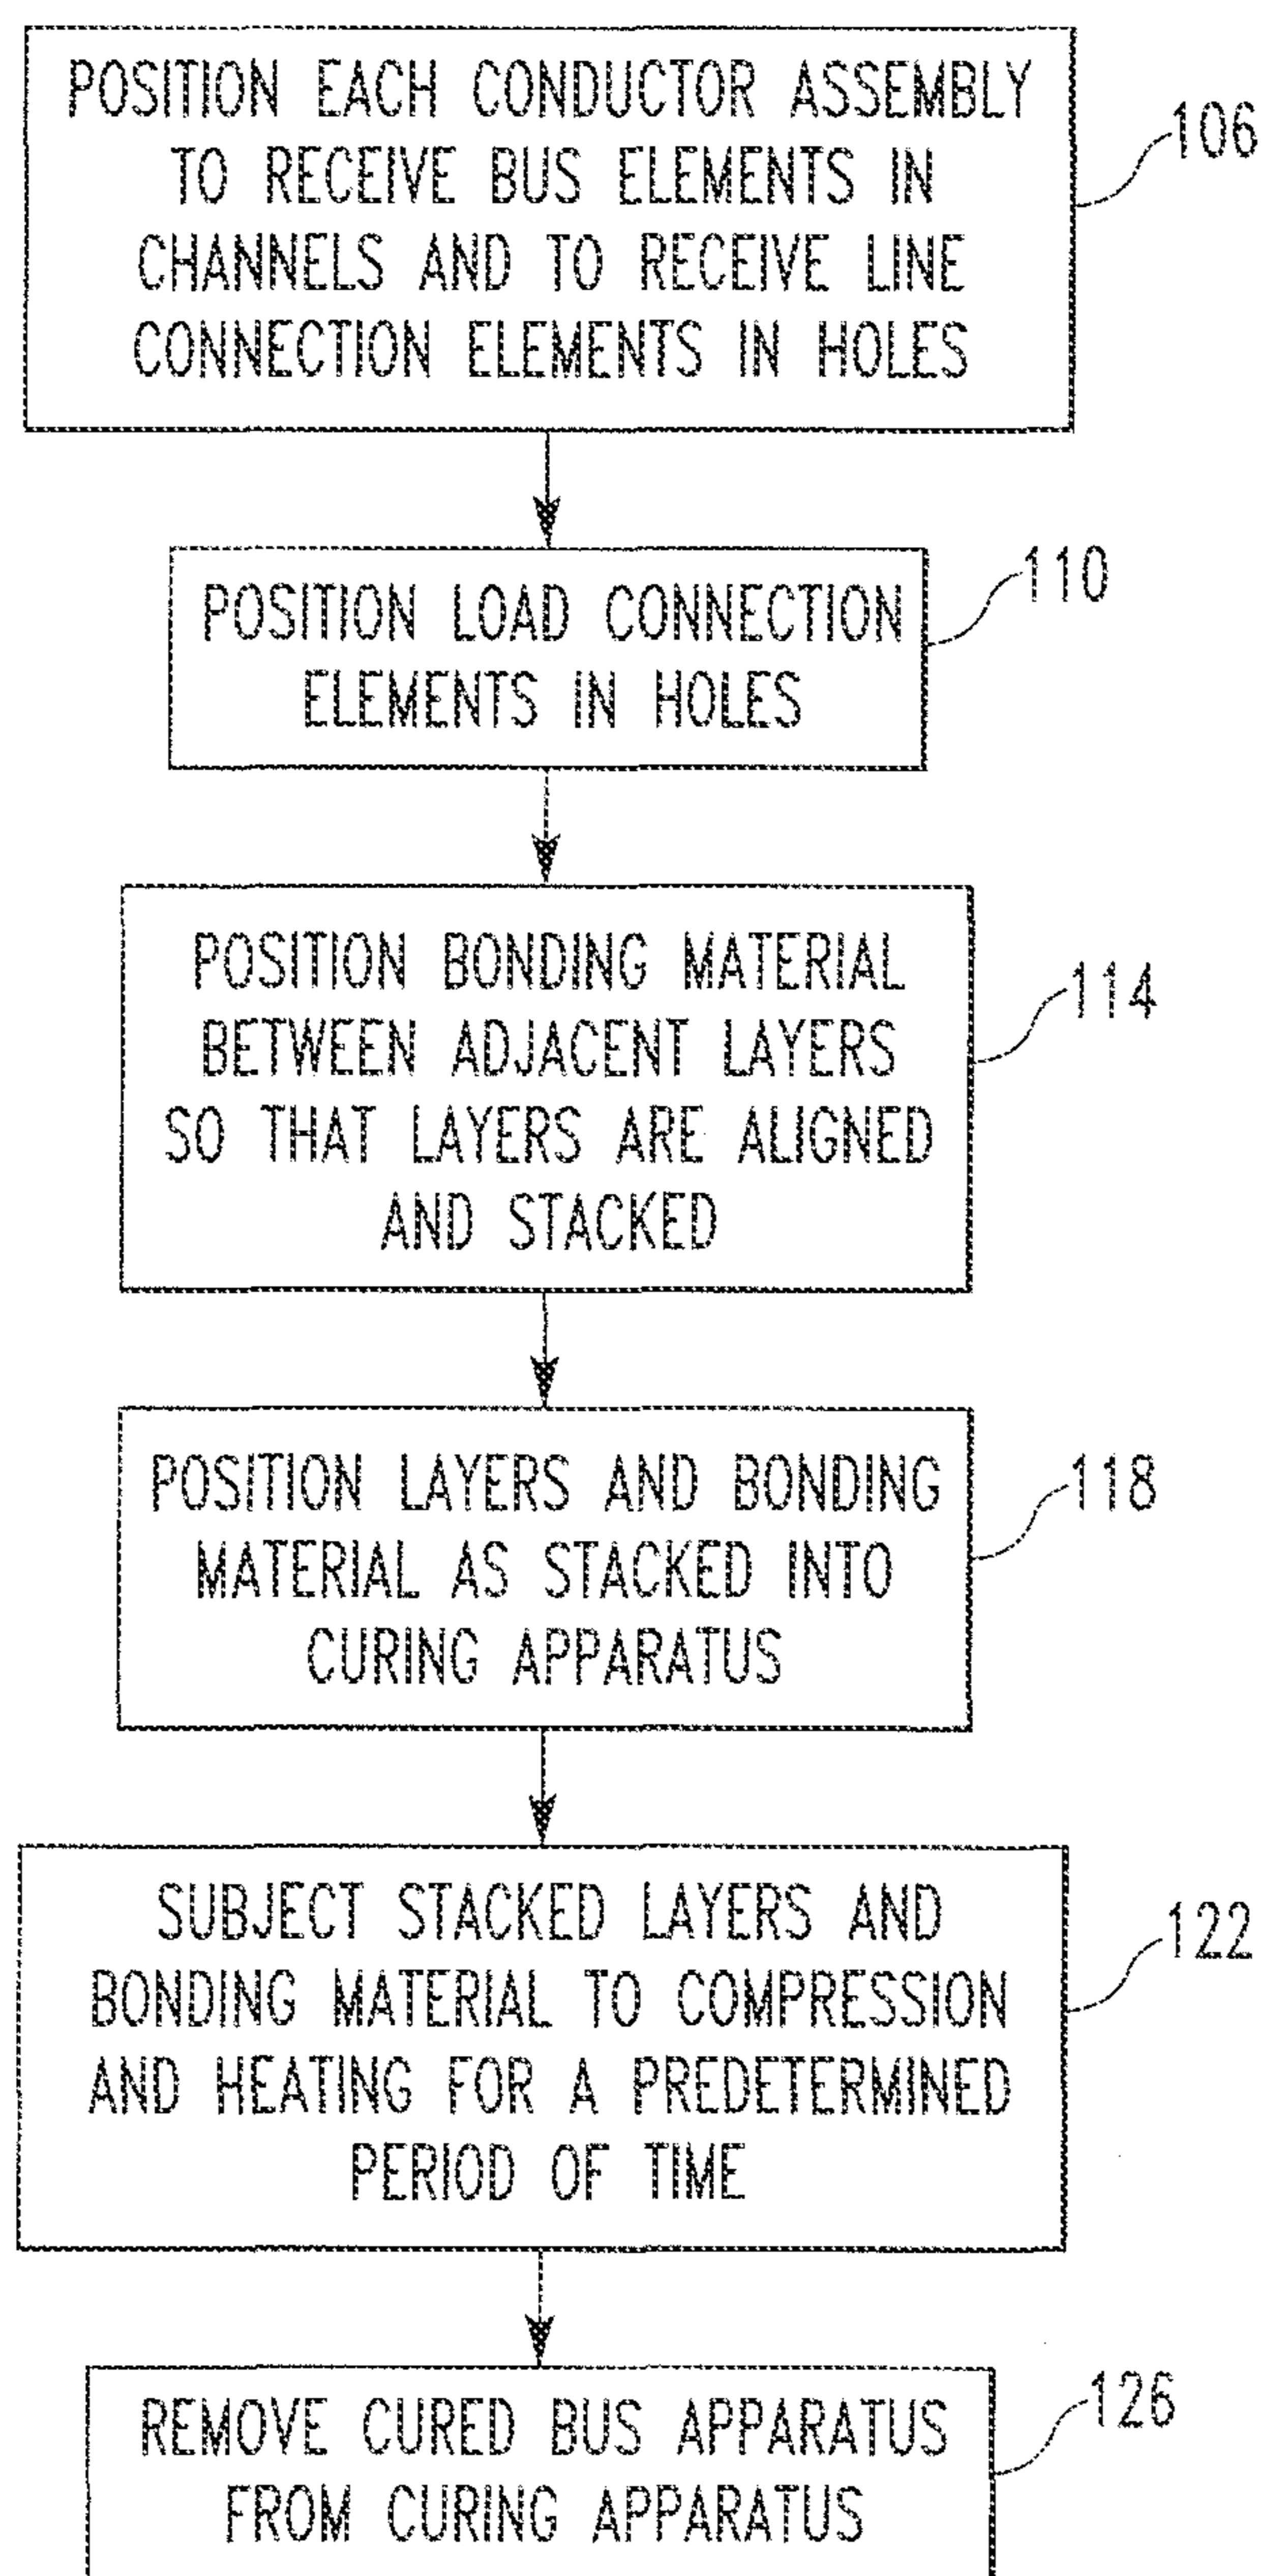 POSITION EACH CONDUCTOR ASSEMBLY
TO RECEIVE BUS ELEMENTS IN
CHANNELS AND TO RECEIVE LINE
CONNECTION ELEMENTS IN HOLES
106
POSITION LOAD CONNECTION
ELEMENTS IN HOLES
110
POSITION BONDING MATERIAL
BETWEEN ADJACENT LAYERS
SO THAT LAYERS ARE ALIGNED
AND STACKED
114
POSITION LAYERS AND BONDING
MATERIAL AS STACKED INTO
CURING APPARATUS
118
SUBJECT STACKED LAYERS AND
BONDING MATERIAL TO COMPRESSION
AND HEATING FOR A PREDETERMINED
PERIOD OF TIME
122
REMOVE CURED BUS APPARATUS
FROM CURING APPARATUS
126